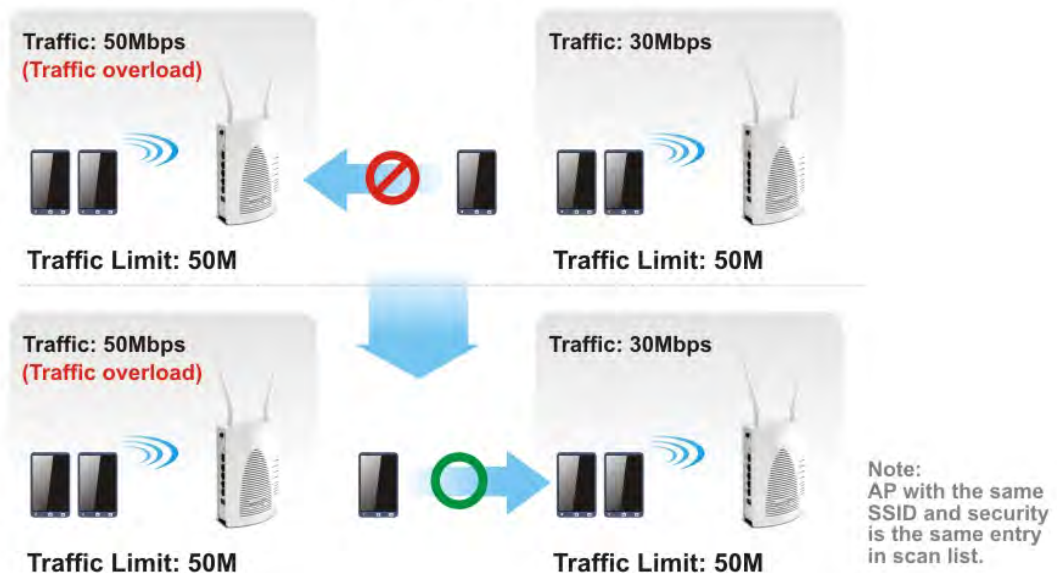 Traffic: 50Mbps
(Traffic overload)
Traffic: 30Mbps
Traffic Limit: 50M
Traffic Limit: 50M
Traffic: 50Mbps
(Traffic overload)
Traffic: 30Mbps
Traffic Limit: 50M
Traffic Limit: 50M
Note:
AP with the same
SSID and security
is the same entry
in scan list.